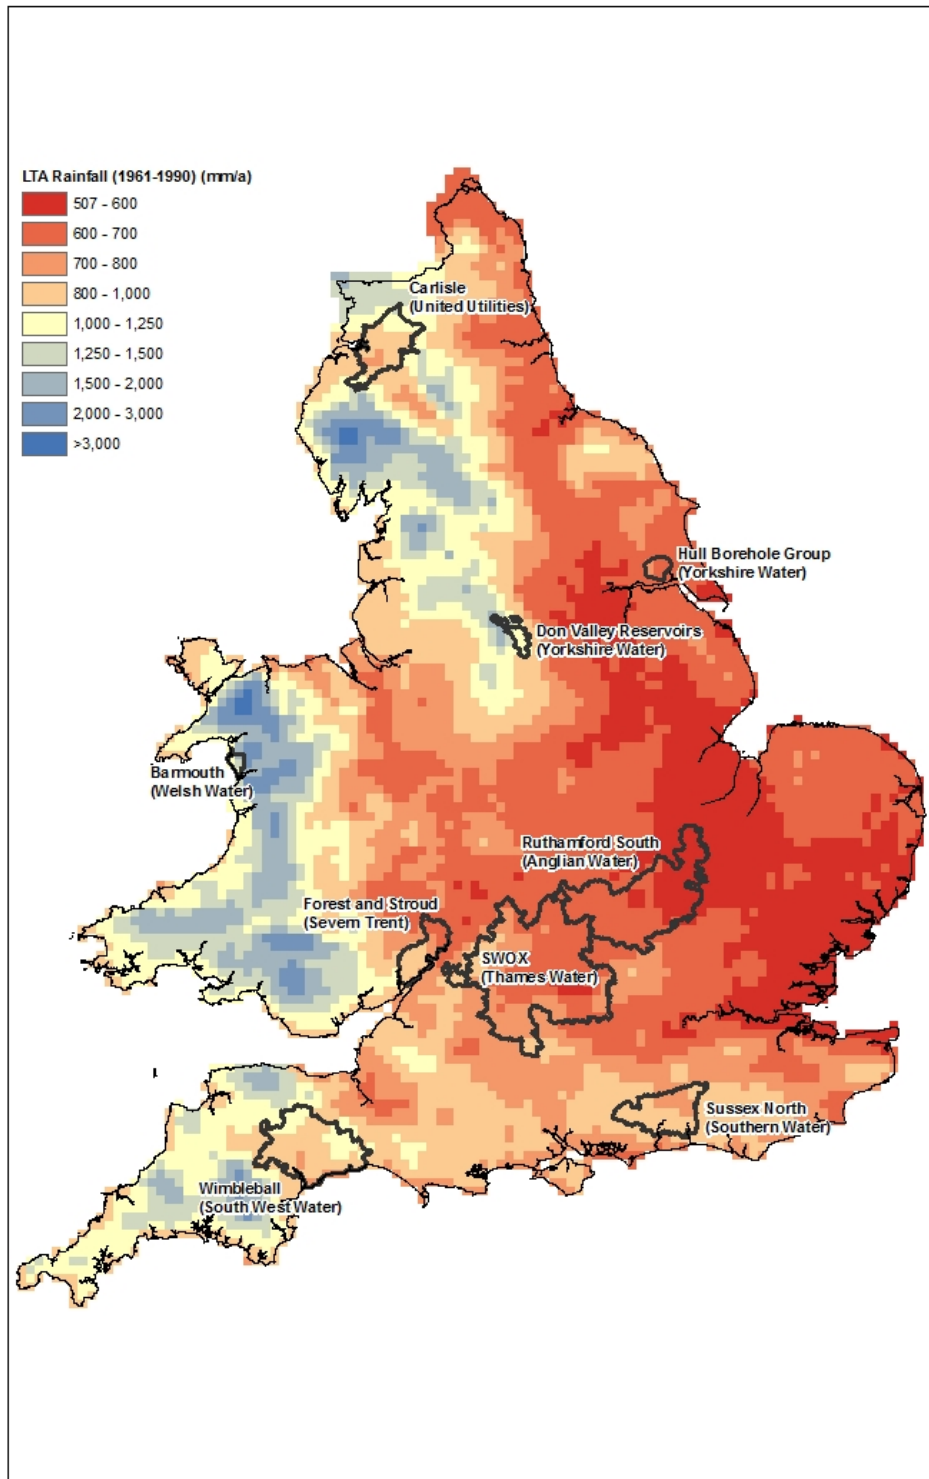 LTA Rainfall (1961-1990) (mm/a)
507 - 600
600 - 700
700 - 800
800 - 1,000
1,000 - 1,250
1,250 - 1,500
1,500 - 2,000
2,000 - 3,000
>3,000
Carlisle
(United Utilities)
Hull Borehole Group
(Yorkshire Water)
Don Valley Reservoirs
(Yorkshire Water)
Barmouth
(Welsh Water)
Ruthamford South
(Anglian Water)
Forest and Stroud
(Severn Trent)
SWOX
(Thames Water)
Sussex North
(Southern Water)
Wimbleball
(South West Water)